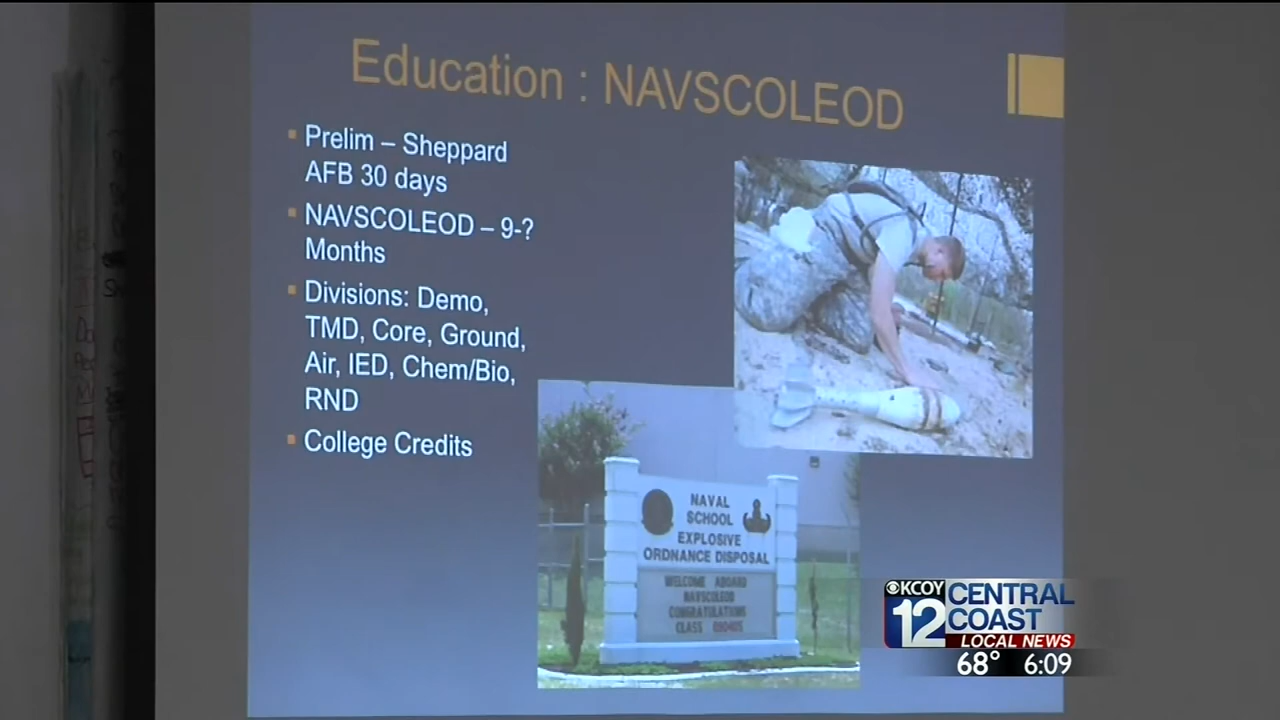 Education : NAVSCOLEOD
▪ Prelim – Sheppard
AFB 30 days
▪ NAVSCOLEOD – 9-?
Months
▪ Divisions: Demo,
TMD, Core, Ground,
Air, IED, Chem/Bio,
RND
▪ College Credits
NAVAL
SCHOOL
EXPLOSIVE
ORDNANCE DISPOSAL
WELCOME ABOARD
NAVSCOLEOD
CONGRATULATIONS
CLASS
KCOY
12
CENTRAL
COAST
LOCAL NEWS
68° 6:09